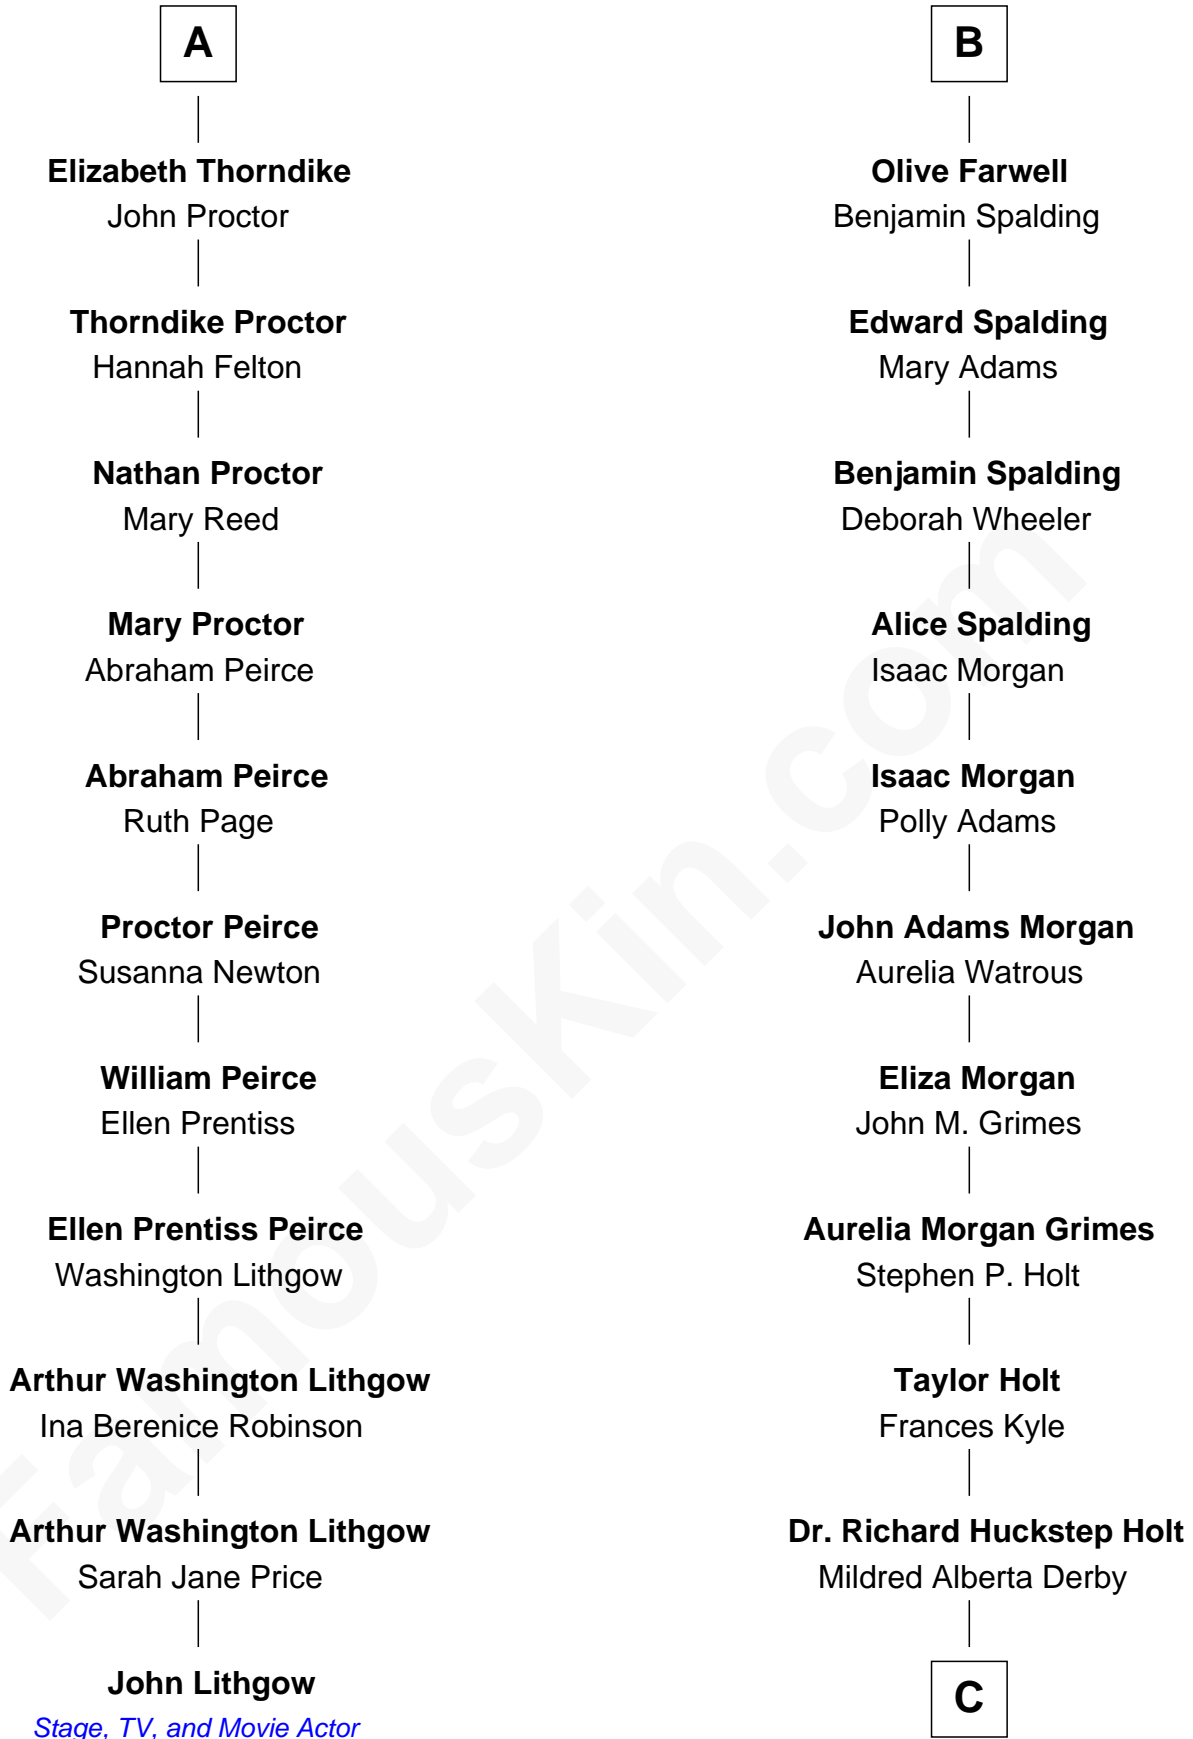 A
Elizabeth Thorndike
John Proctor
Thorndike Proctor
Hannah Felton
Nathan Proctor
Mary Reed
Mary Proctor
Abraham Peirce
Abraham Peirce
Ruth Page
Proctor Peirce
Susanna Newton
William Peirce
Ellen Prentiss
Ellen Prentiss Peirce
Washington Lithgow
Arthur Washington Lithgow
Ina Berenice Robinson
Arthur Washington Lithgow
Sarah Jane Price
John Lithgow
Stage, TV, and Movie Actor
B
Olive Farwell
Benjamin Spalding
Edward Spalding
Mary Adams
Benjamin Spalding
Deborah Wheeler
Alice Spalding
Isaac Morgan
Isaac Morgan
Polly Adams
John Adams Morgan
Aurelia Watrous
Eliza Morgan
John M. Grimes
Aurelia Morgan Grimes
Stephen P. Holt
Taylor Holt
Frances Kyle
Dr. Richard Huckstep Holt
Mildred Alberta Derby
C
FamousKin.com